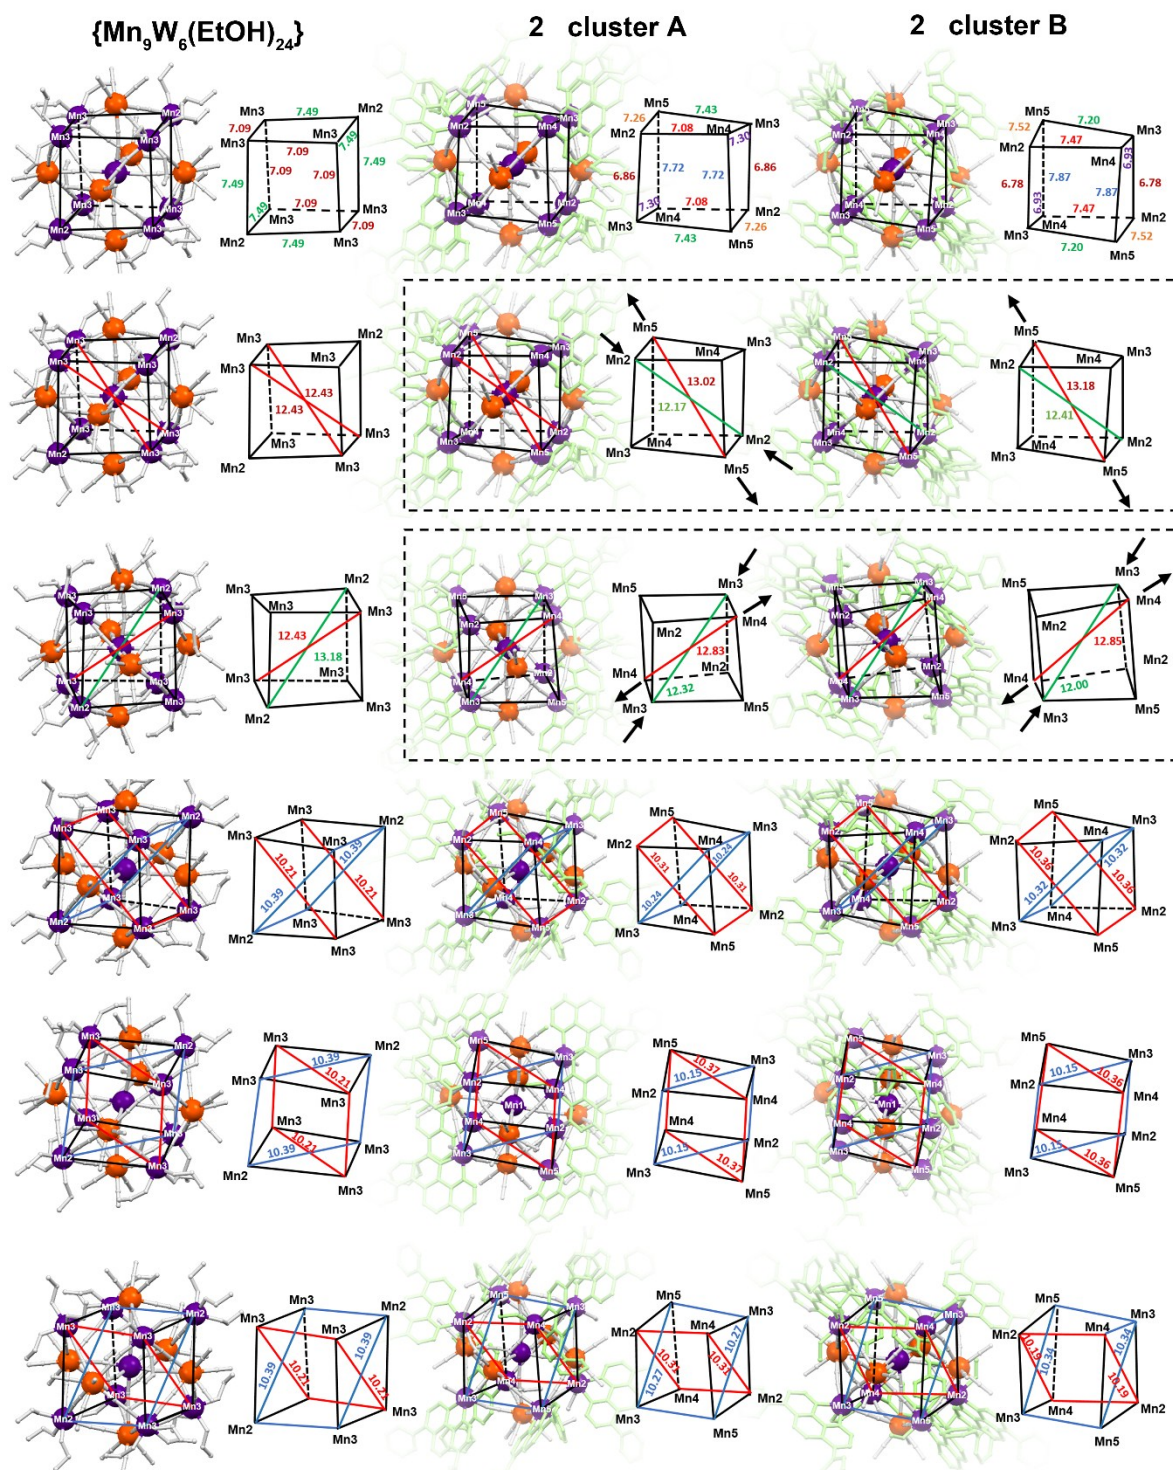 {Mn9W6(EtOH)24}
2 cluster A
2 cluster B
Mn3 7.49 Mn2
7.09 Mn3 7.49
Mn3 7.09
7.49 7.09 7.09 7.49
7.49 Mn3 7.09 Mn3
Mn2 7.49 Mn3 7.09
Mn5 7.43
7.26 7.08 Mn4 Mn3
Mn2 7.30
6.86 7.72 7.72 6.86
7.30 Mn4 7.08 Mn2
Mn3 7.43 7.26
Mn5
Mn5 7.20
7.52 7.47 Mn3
Mn2 Mn4 6.93
6.78 7.87 7.87 6.78
6.93 Mn4 7.47 Mn2
Mn3 7.20 7.52
Mn5
Mn3 Mn2
Mn3 Mn3
12.43
12.43
Mn3 Mn3
Mn2 Mn3
Mn5
Mn2 Mn4 Mn3
13.02
12.17
Mn4 Mn2
Mn3
Mn5
Mn5
Mn2 Mn4 Mn3
13.18
12.41
Mn4 Mn2
Mn3
Mn5
Mn2
Mn3 Mn3 Mn3
12.43
13.18
Mn3 Mn3
Mn2 Mn3
Mn5 Mn3
Mn2 Mn4
12.83
Mn4 Mn2
12.32
Mn3 Mn5
Mn5 Mn3
Mn4
Mn2 12.85
Mn2
Mn4 12.00
Mn3 Mn5
Mn3 Mn2
Mn3 Mn3
10.21 10.39
10.39 10.21
Mn3 Mn3
Mn2 Mn3
Mn5
Mn2 Mn4 Mn3
10.31 10.24
10.24 10.31
Mn4 Mn2
Mn3 Mn5
Mn5
Mn2 Mn4 Mn3
10.36 10.32
10.32 10.36
Mn4 Mn2
Mn3
Mn5
Mn3 Mn2
10.39
Mn3 10.21
Mn3
Mn3
10.21 Mn3
Mn2 10.39
Mn3
Mn5 Mn3
10.37
Mn2 10.15
Mn4
Mn4
10.15 Mn2
Mn3 10.37
Mn5
Mn5 Mn3
10.15 10.36
Mn2 Mn4
Mn4
10.15 Mn2
Mn3 10.36
Mn5
Mn3 Mn2
Mn3 Mn3
10.39
10.39 10.21 10.21
Mn3
Mn2 Mn3
Mn5 Mn3
Mn2 Mn4
10.27
10.31 10.31
10.27
Mn4 Mn2
Mn3
Mn5
Mn5 Mn3
Mn2 Mn4
10.19 10.34 10.34
10.19
Mn3 Mn4 Mn2
Mn5